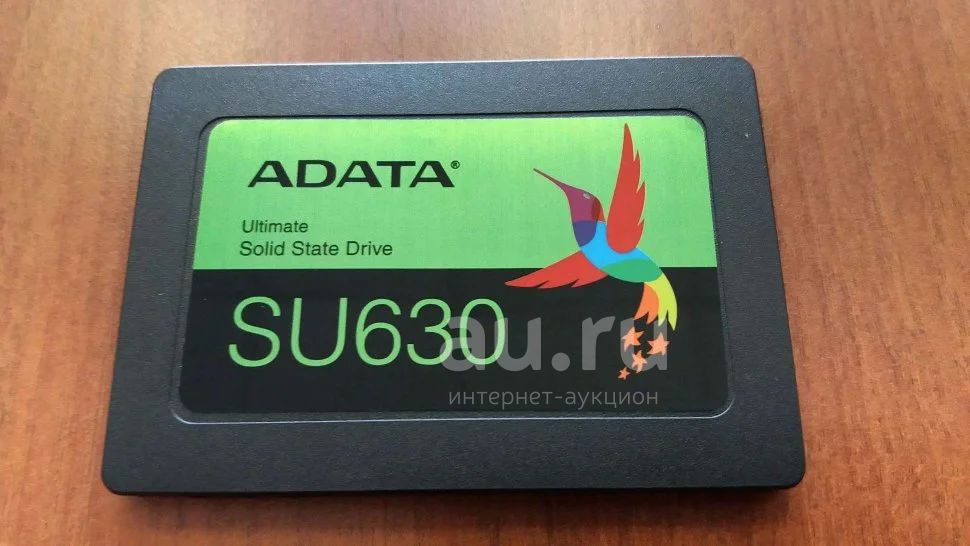 ADATA®
Ultimate
Solid State Drive
SU630
au.ru
интернет-аукцион